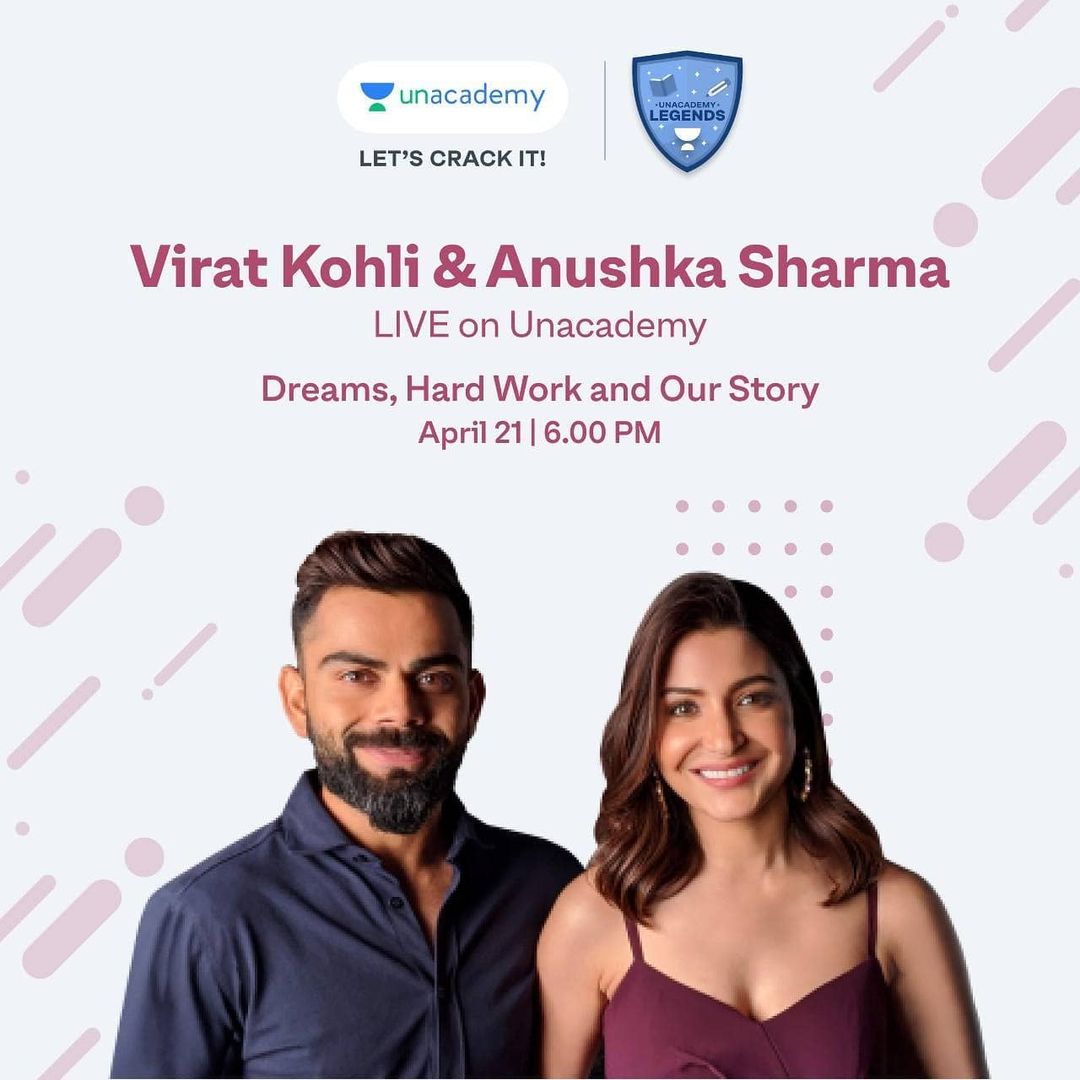 unacademy
LET'S CRACK IT!
UNACADEMY
LEGENDS
Virat Kohli & Anushka Sharma
LIVE on Unacademy
Dreams, Hard Work and Our Story
April 21 | 6.00 PM